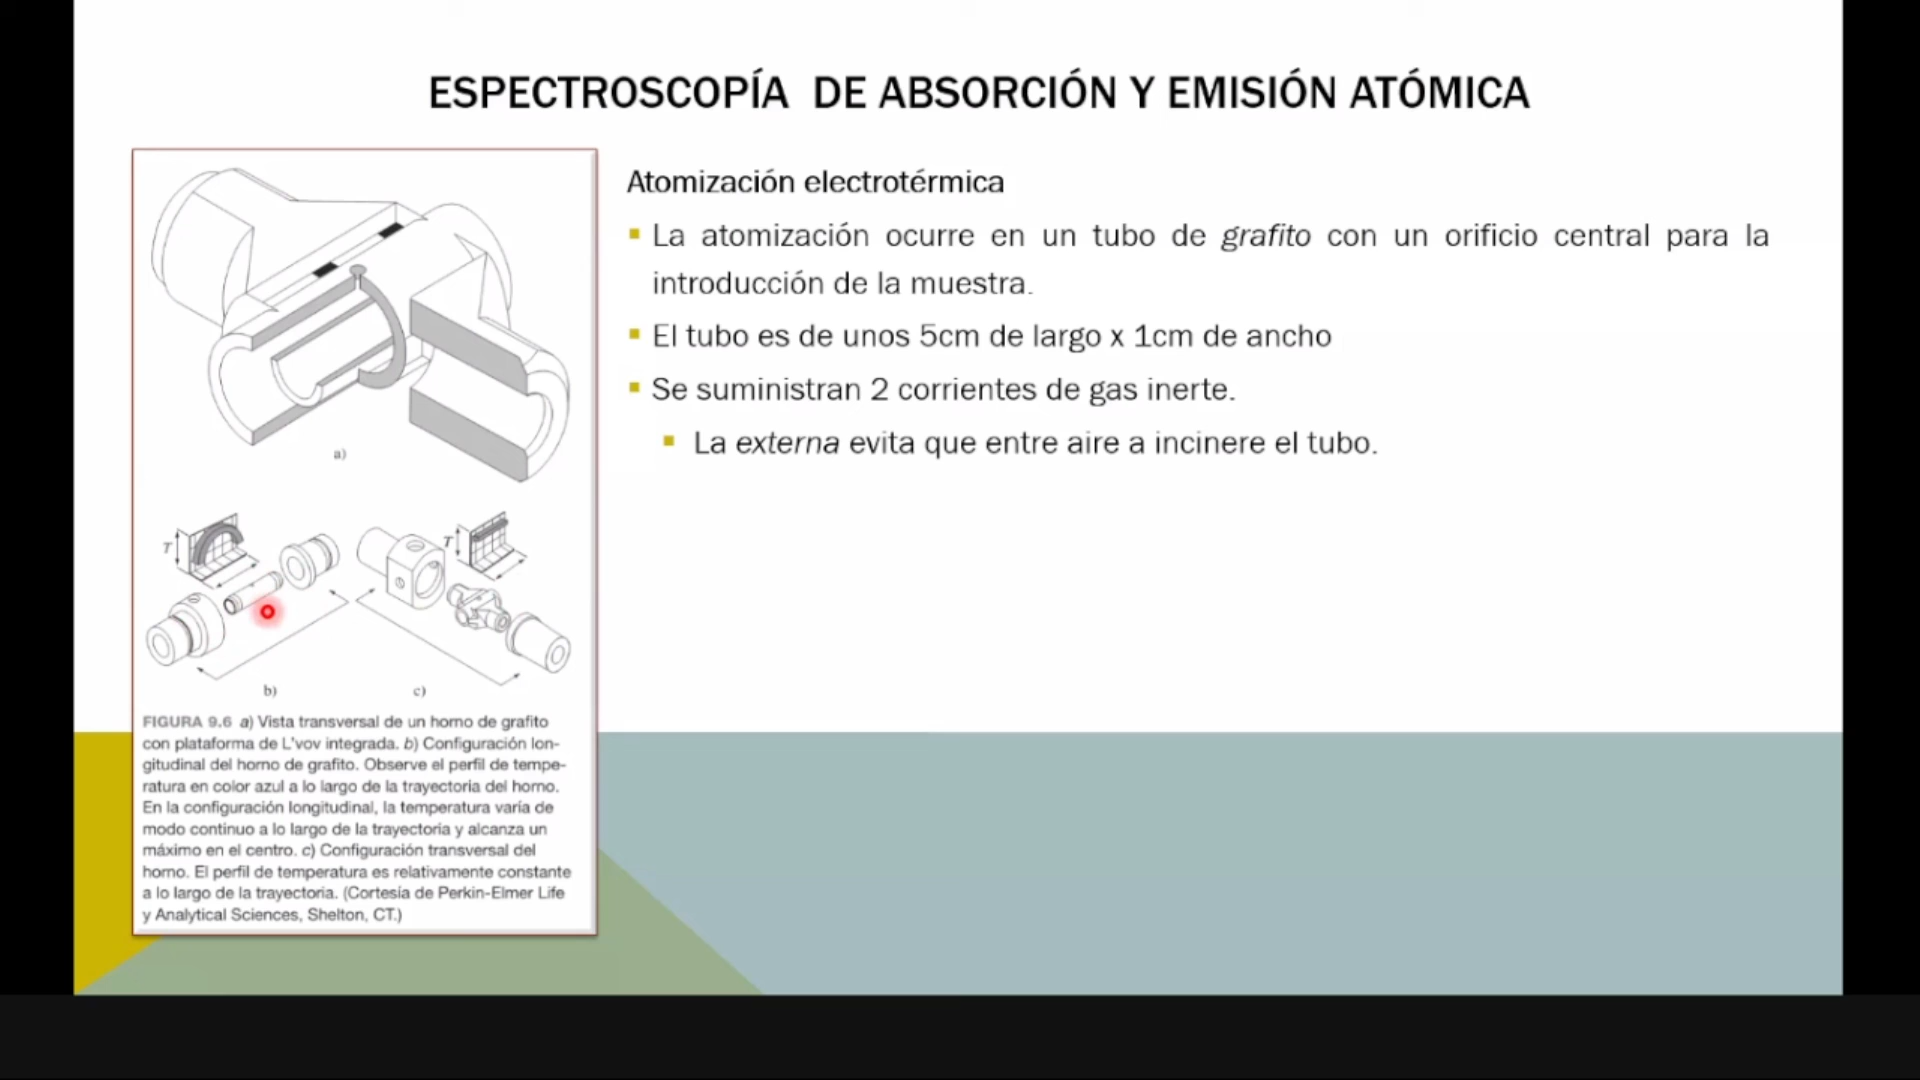 ESPECTROSCOPÍA DE ABSORCIÓN Y EMISIÓN ATÓMICA
Atomización electrotérmica
La atomización ocurre en un tubo de grafito con un orificio central para la
introducción de la muestra.
El tubo es de unos 5cm de largo x 1cm de ancho
Se suministran 2 corrientes de gas inerte.
La externa evita que entre aire a incinere el tubo.
a)
T
T
b)
c)
FIGURA 9.6 a) Vista transversal de un horno de grafito
con plataforma de L'vov integrada. b) Configuración lon-
gitudinal del horno de grafito. Observe el perfil de tempe-
ratura en color azul a lo largo de la trayectoria del horno.
En la configuración longitudinal, la temperatura varía de
modo continuo a lo largo de la trayectoria y alcanza un
máximo en el centro. c) Configuración transversal del
horno. El perfil de temperatura es relativamente constante
a lo largo de la trayectoria. (Cortesía de Perkin-Elmer Life
y Analytical Sciences, Shelton, CT.)